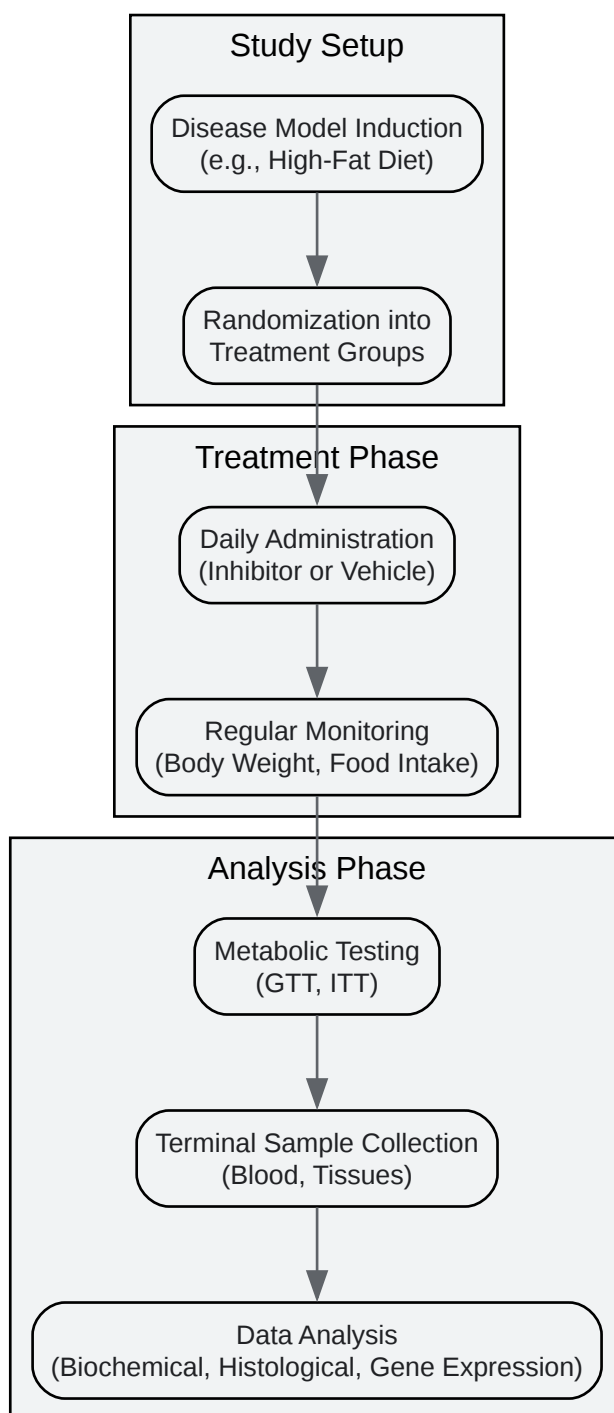 Study Setup
Disease Model Induction
(e.g., High-Fat Diet)
Randomization into
Treatment Groups
Treatment Phase
Daily Administration
(Inhibitor or Vehicle)
Regular Monitoring
(Body Weight, Food Intake)
Analysis Phase
Metabolic Testing
(GTT, ITT)
Terminal Sample Collection
(Blood, Tissues)
Data Analysis
(Biochemical, Histological, Gene Expression)